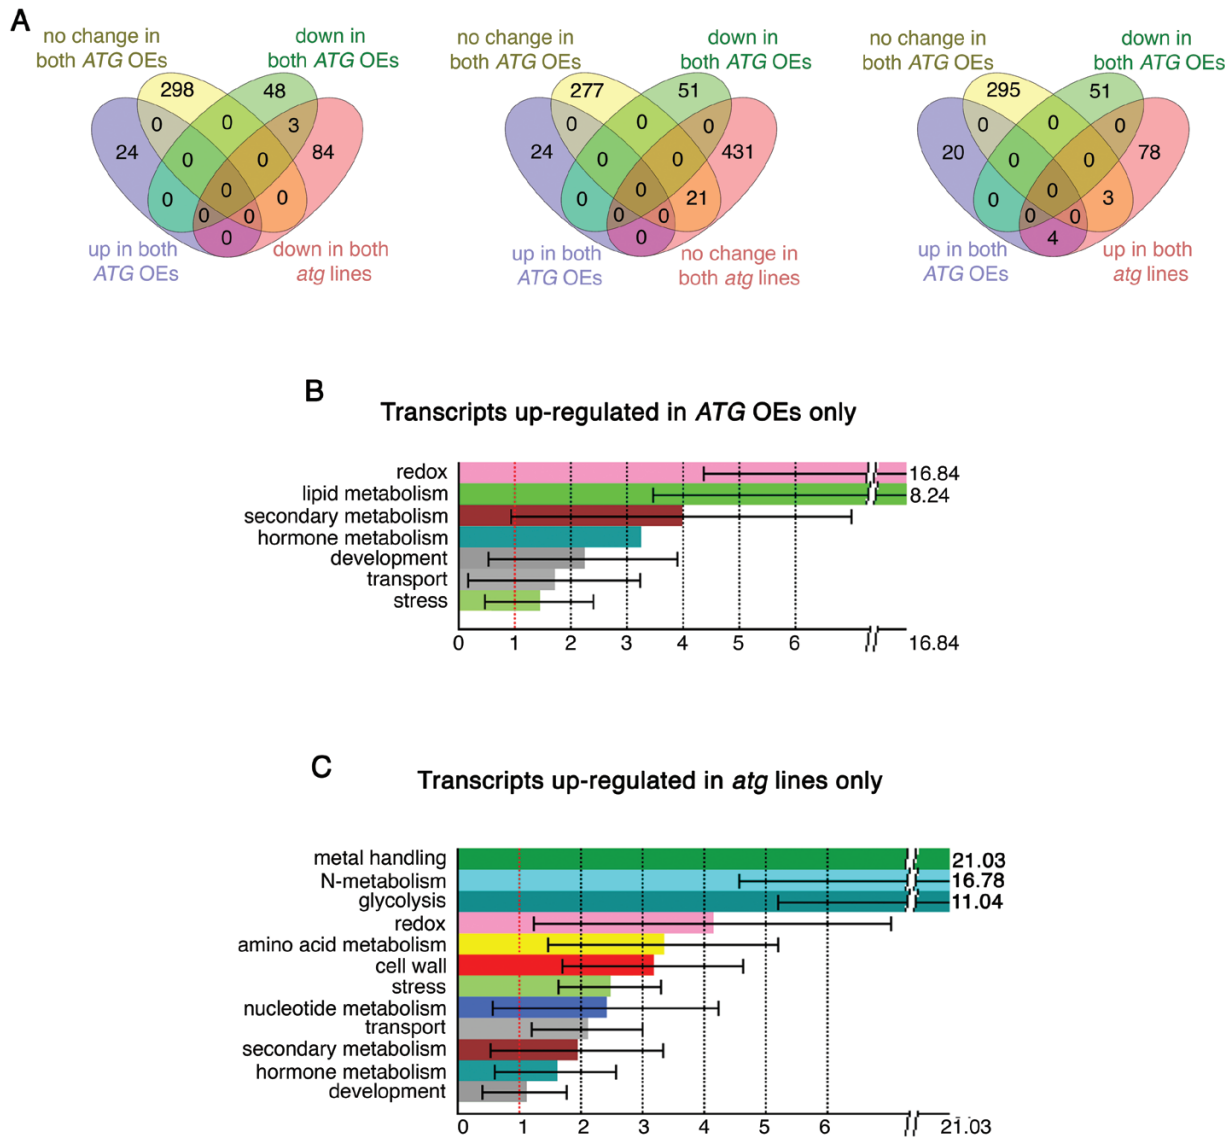 A
no change in
both ATG OEs
down in
both ATG OEs
298
48
0
0
3
24
84
0
0
0
0
0
0
0
0
up in both
ATG OEs
down in both
atg lines
no change in
both ATG OEs
down in
both ATG OEs
277
51
0
0
0
24
431
0
0
0
0
21
0
0
0
up in both
ATG OEs
no change in
both atg lines
no change in
both ATG OEs
down in
both ATG OEs
295
51
0
0
0
20
78
0
0
0
0
3
0
0
4
up in both
ATG OEs
up in both
atg lines
B
Transcripts up-regulated in ATG OEs only
redox
16.84
lipid metabolism
8.24
secondary metabolism
hormone metabolism
development
transport
stress
0 1 2 3 4 5 6 16.84
C
Transcripts up-regulated in atg lines only
metal handling
21.03
N-metabolism
16.78
glycolysis
11.04
redox
amino acid metabolism
cell wall
stress
nucleotide metabolism
transport
secondary metabolism
hormone metabolism
development
0 1 2 3 4 5 6 21.03